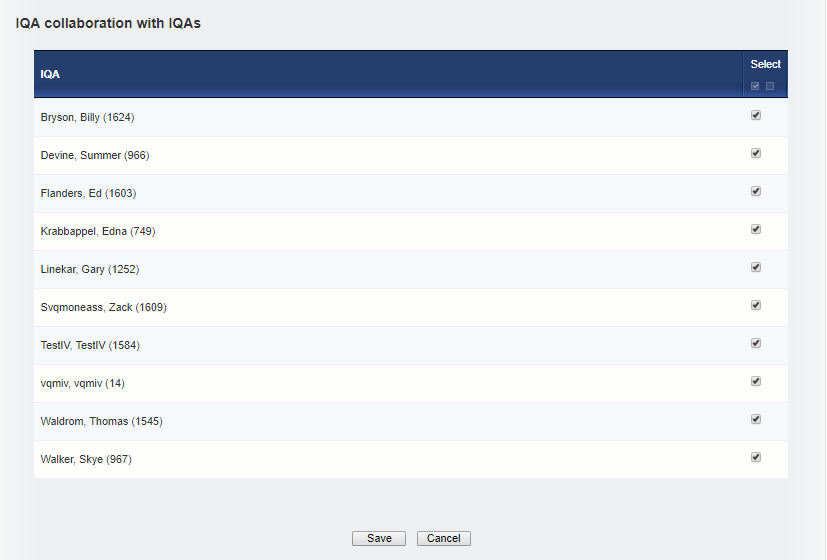 IQA collaboration with IQAs
IQA Select
Bryson, Billy (1624)
Devine, Summer (966)
Flanders, Ed (1603)
Krabbappel, Edna (749)
Linekar, Gary (1252)
Svqmoneass, Zack (1609)
TestIV, TestIV (1584)
vqmiv, vqmiv (14)
Waldrom, Thomas (1545)
Walker, Skye (967)
Save Cancel